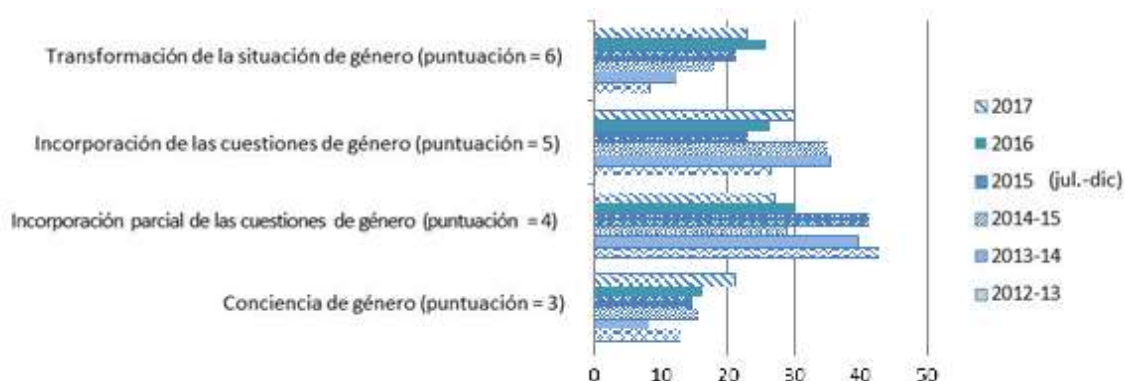 Transformación de la situación de género (puntuación = 6)
Incorporación de las cuestiones de género (puntuación = 5)
Incorporación parcial de las cuestiones de género (puntuación = 4)
Conciencia de género (puntuación = 3)
0 10 20 30 40 50
2017
2016
2015 (jul.-dic)
2014-15
2013-14
2012-13